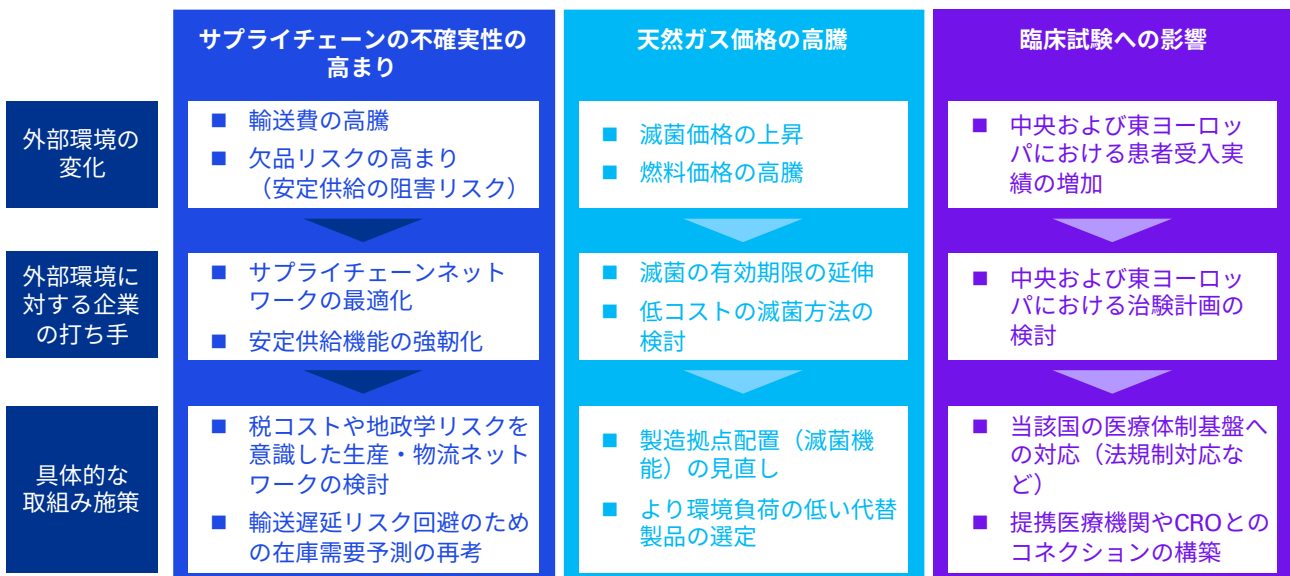 サプライチェーンの不確実性の
高まり
天然ガス価格の高騰
臨床試験への影響
外部環境の
変化
■ 輸送費の高騰
■ 欠品リスクの高まり
（安定供給の阻害リスク）
■ 滅菌価格の上昇
■ 燃料価格の高騰
■ 中央および東ヨーロッ
パにおける患者受入実
績の増加
外部環境に
対する企業
の打ち手
■ サプライチェーンネット
ワークの最適化
■ 安定供給機能の強靭化
■ 滅菌の有効期限の延伸
■ 低コストの滅菌方法の
検討
■ 中央および東ヨーロッ
パにおける治験計画の
検討
具体的な
取組み施策
■ 税コストや地政学リスクを
意識した生産・物流ネット
ワークの検討
■ 輸送遅延リスク回避のため
の在庫需要予測の再考
■ 製造拠点配置（滅菌機
能）の見直し
■ より環境負荷の低い代替
製品の選定
■ 当該国の医療体制基盤へ
の対応（法規制対応な
ど）
■ 提携医療機関やCROとの
コネクションの構築